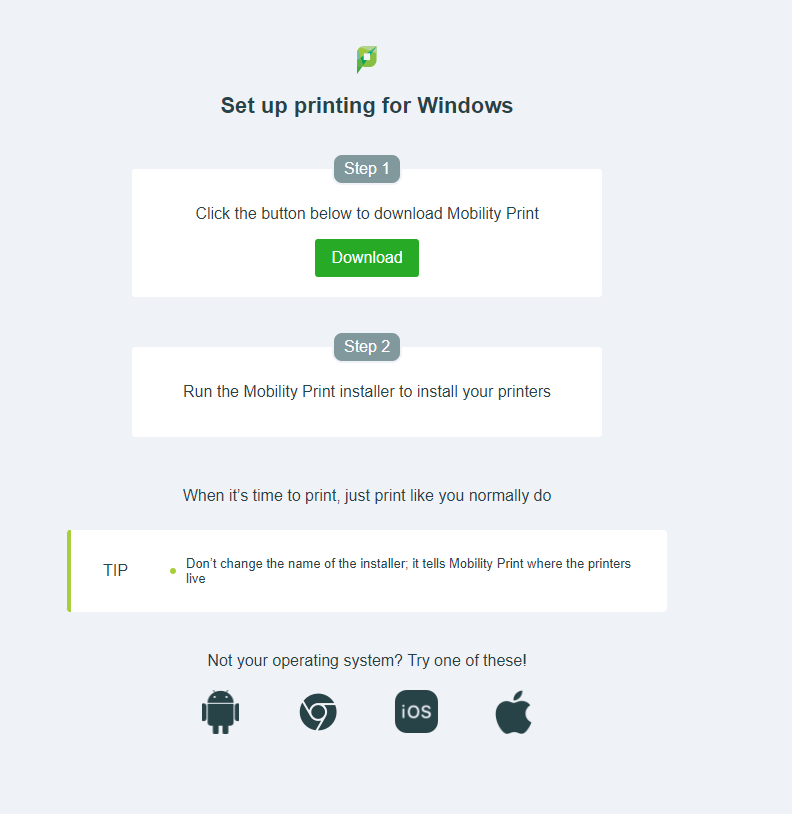 Set up printing for Windows
Step 1
Click the button below to download Mobility Print
Download
Step 2
Run the Mobility Print installer to install your printers
When it’s time to print, just print like you normally do
TIP
Don’t change the name of the installer; it tells Mobility Print where the printers
live
Not your operating system? Try one of these!
iOS